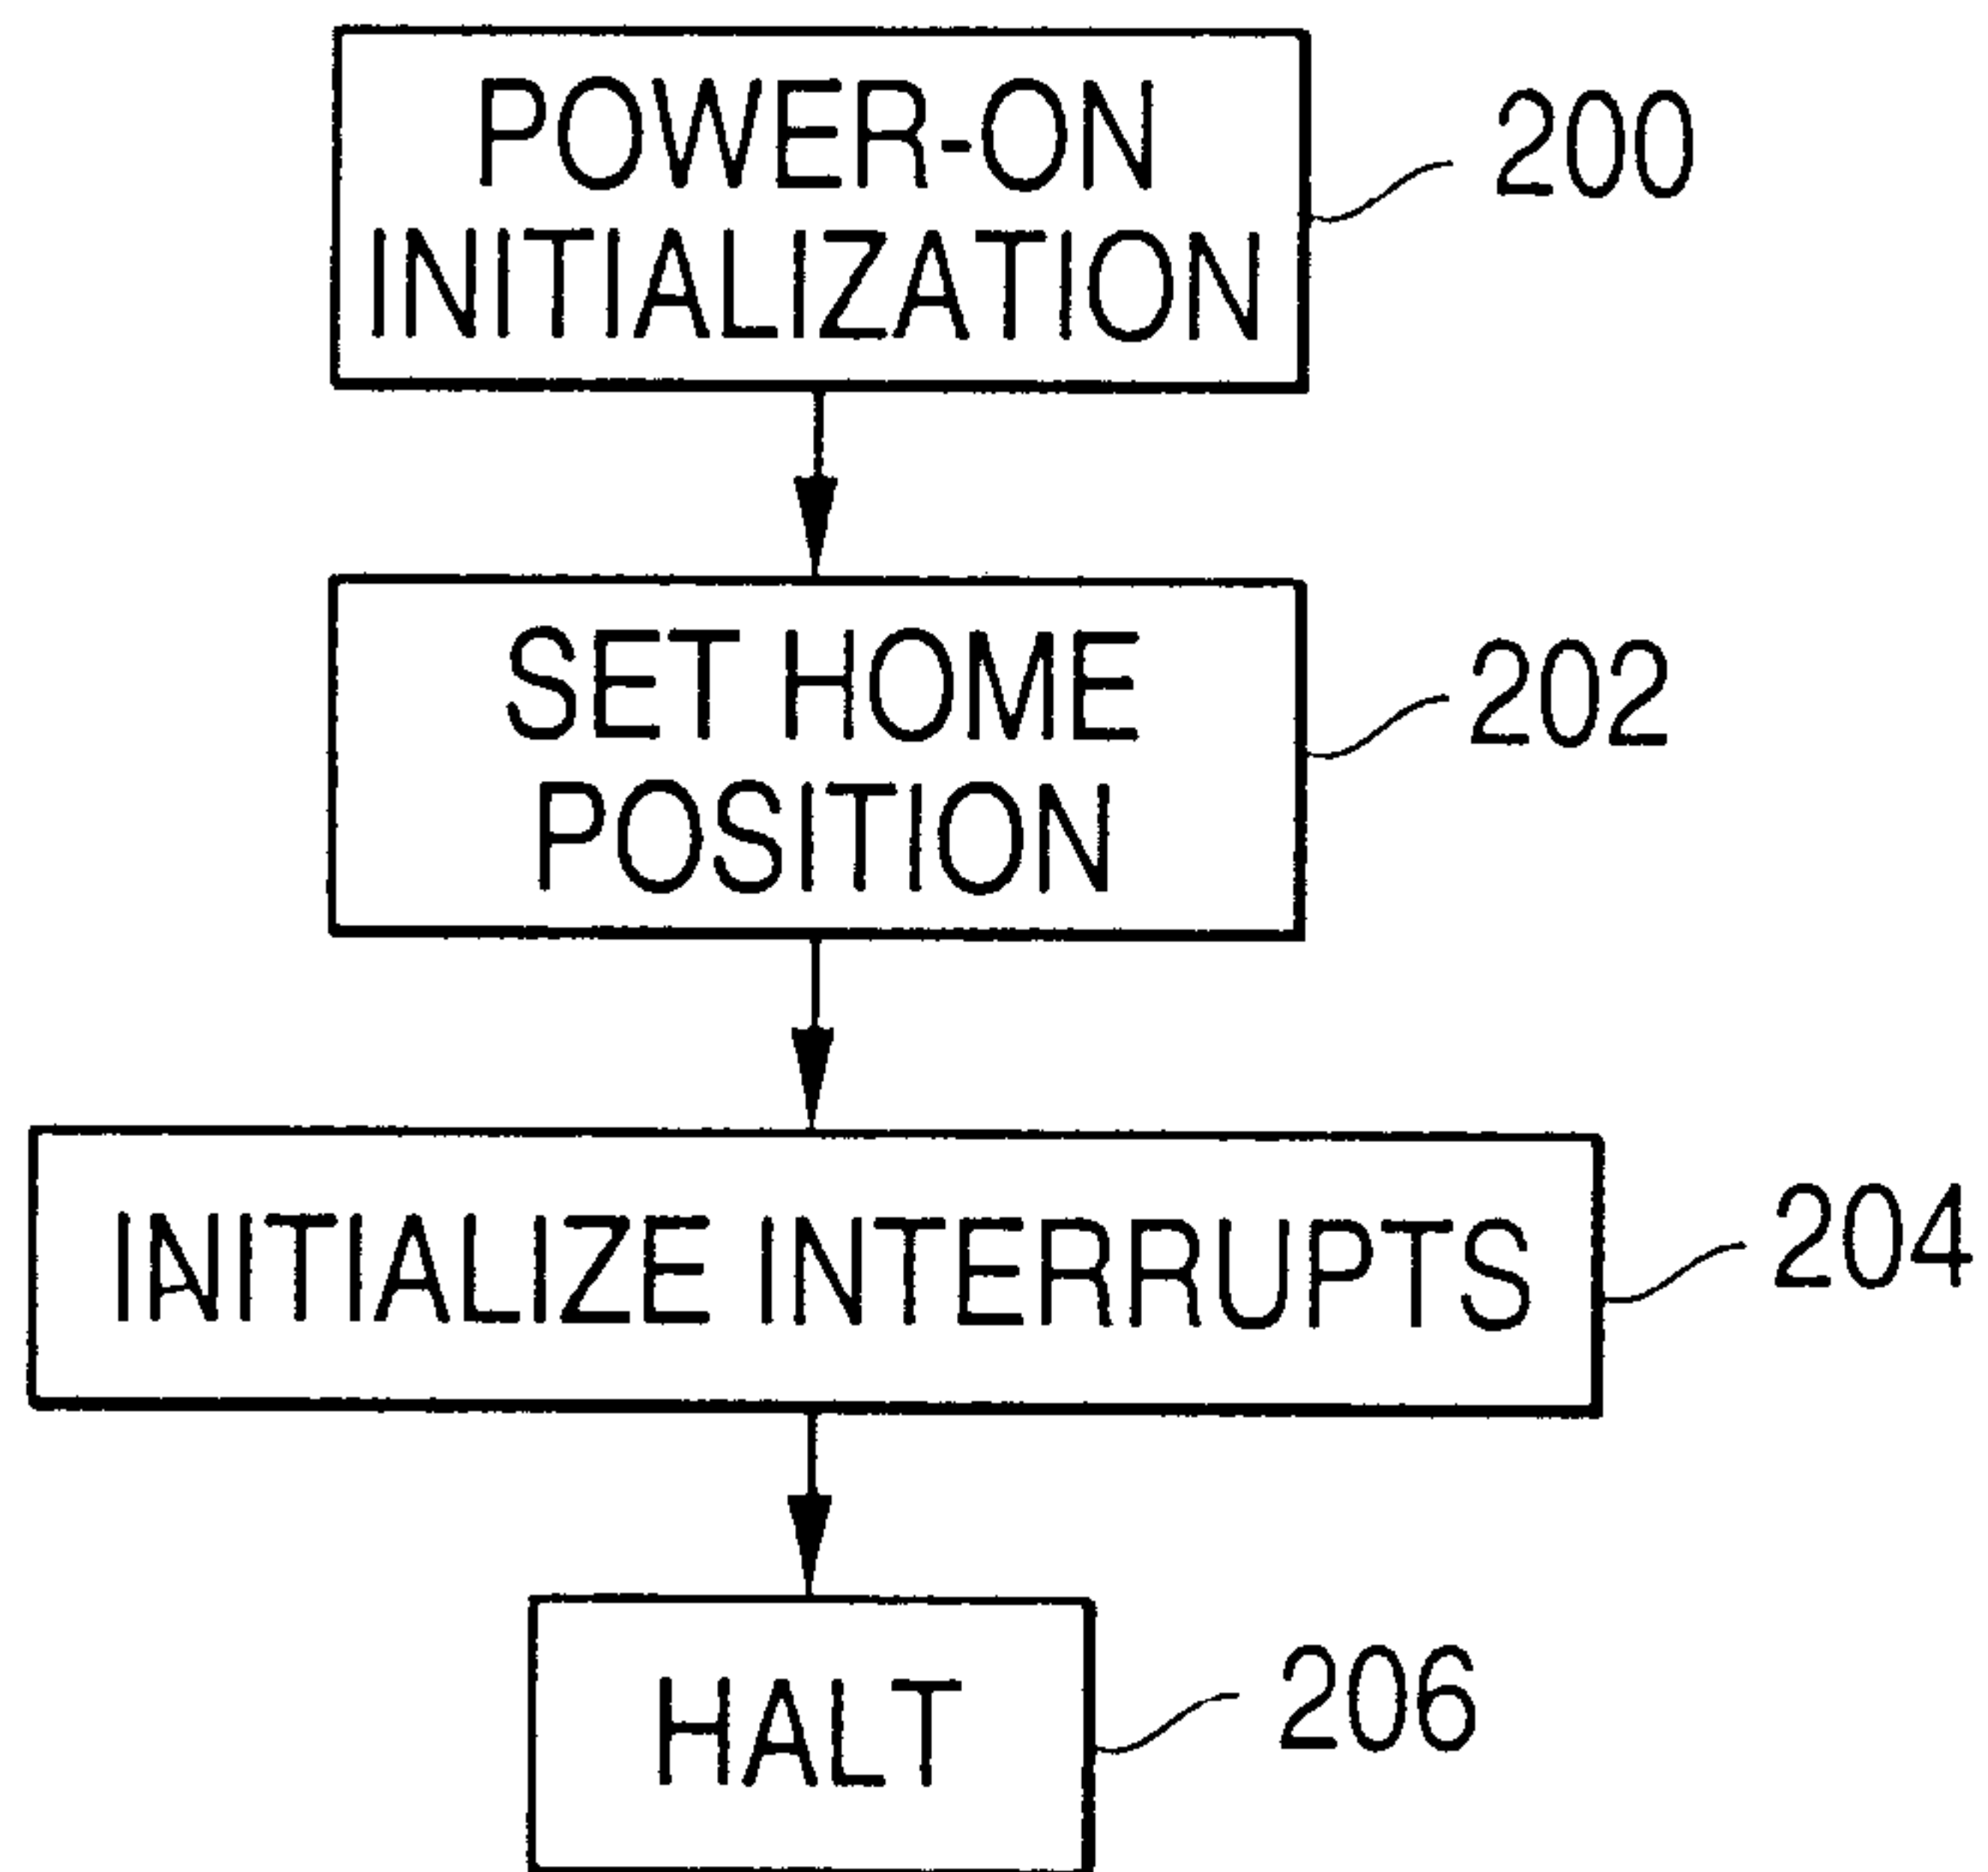 POWER-ON
INITIALIZATION
200
SET HOME
POSITION
202
INITIALIZE INTERRUPTS
204
HALT
206